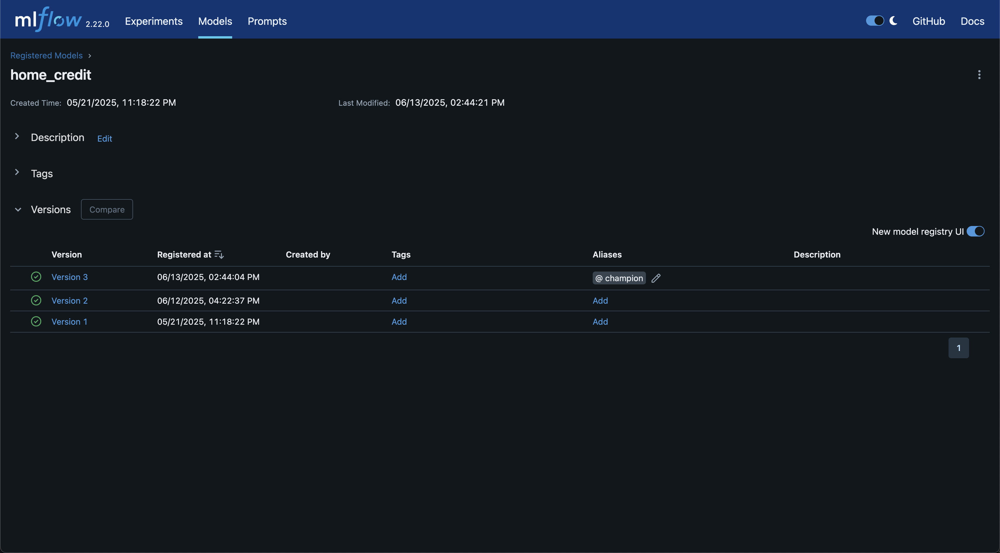 mlflow 2.22.0 Experiments Models Prompts GitHub Docs
Registered Models
home_credit
Created Time: 05/21/2025, 11:18:22 PM Last Modified: 06/13/2025, 02:44:21 PM
Description Edit
Tags
Versions Compare
New model registry UI
Version Registered at Created by Tags Aliases Description
Version 3 06/13/2025, 02:44:04 PM Add @ champion
Version 2 06/12/2025, 04:22:37 PM Add Add
Version 1 05/21/2025, 11:18:22 PM Add Add
1